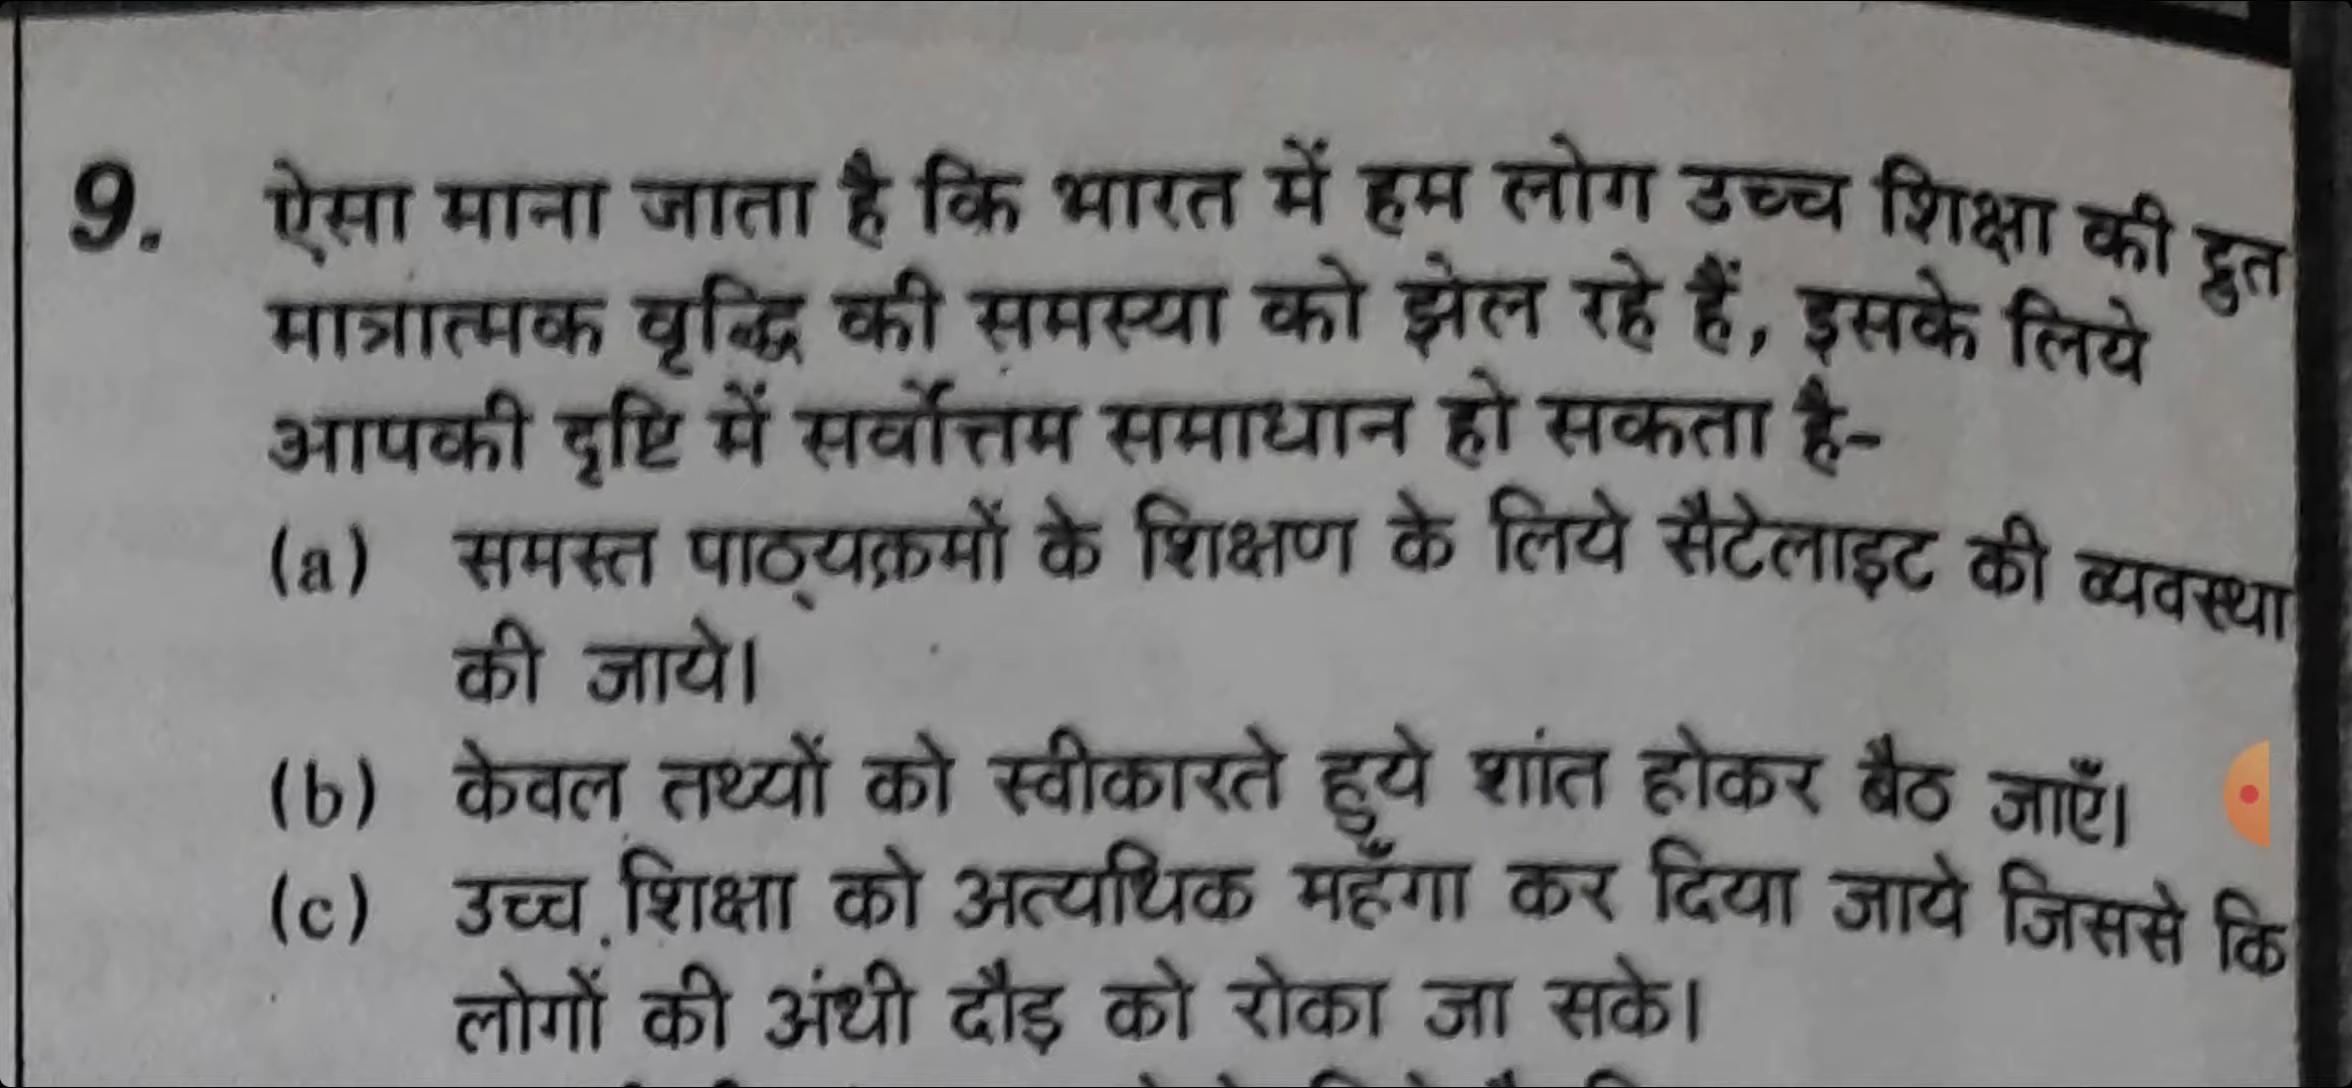 9. ऐसा माना जाता है कि भारत में हम लोग उच्च शिक्षा की द्रुत
मात्रात्मक वृद्धि की समस्या को झेल रहे हैं, इसके लिये
आपकी दृष्टि में सर्वोत्तम समाधान हो सकता है-
(a) समस्त पाठ्यक्रमों के शिक्षण के लिये सैटेलाइट की व्यवस्था
की जाये।
(b) केवल तथ्यों को स्वीकारते हुये शांत होकर बैठ जाएँ।
(c) उच्च शिक्षा को अत्यधिक महँगा कर दिया जाये जिससे कि
लोगों की अंधी दौड़ को रोका जा सके।